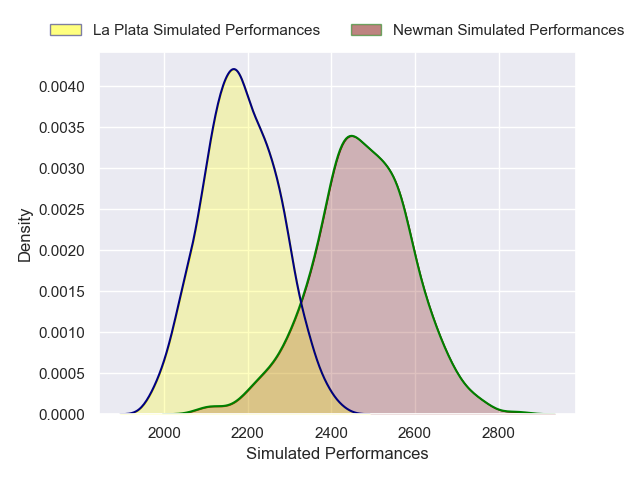 La Plata Simulated Performances
Newman Simulated Performances
0.0040
0.0035
0.0030
0.0025
0.0020
0.0015
0.0010
0.0005
0.0000
Density
2000 2200 2400 2600 2800
Simulated Performances